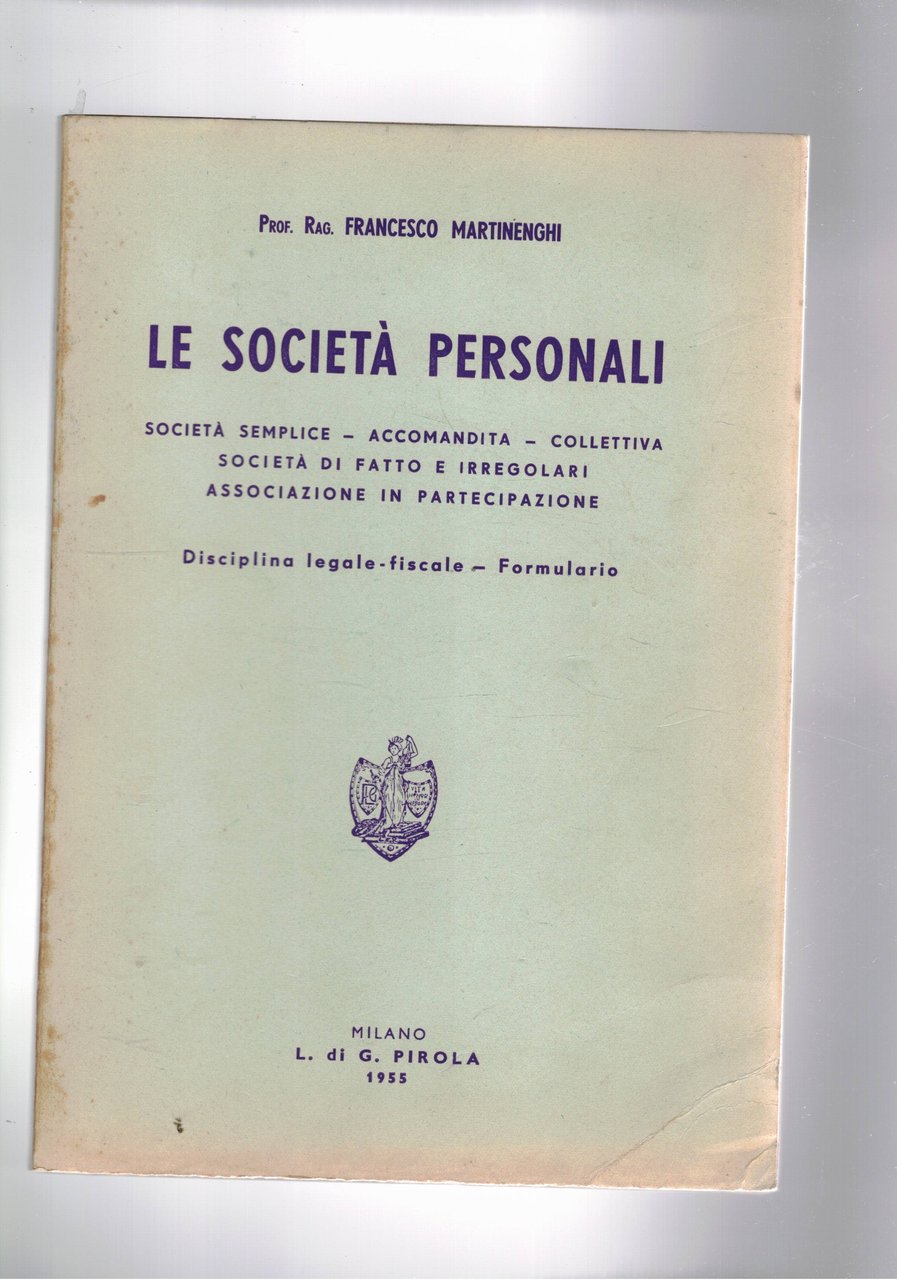 PROF. RAG. FRANCESCO MARTINENGHI
LE SOCIETÀ PERSONALI
SOCIETÀ SEMPLICE – ACCOMANDITA – COLLETTIVA
SOCIETÀ DI FATTO E IRREGOLARI
ASSOCIAZIONE IN PARTECIPAZIONE
Disciplina legale-fiscale – Formulario
MILANO
L. di G. PIROLA
1955